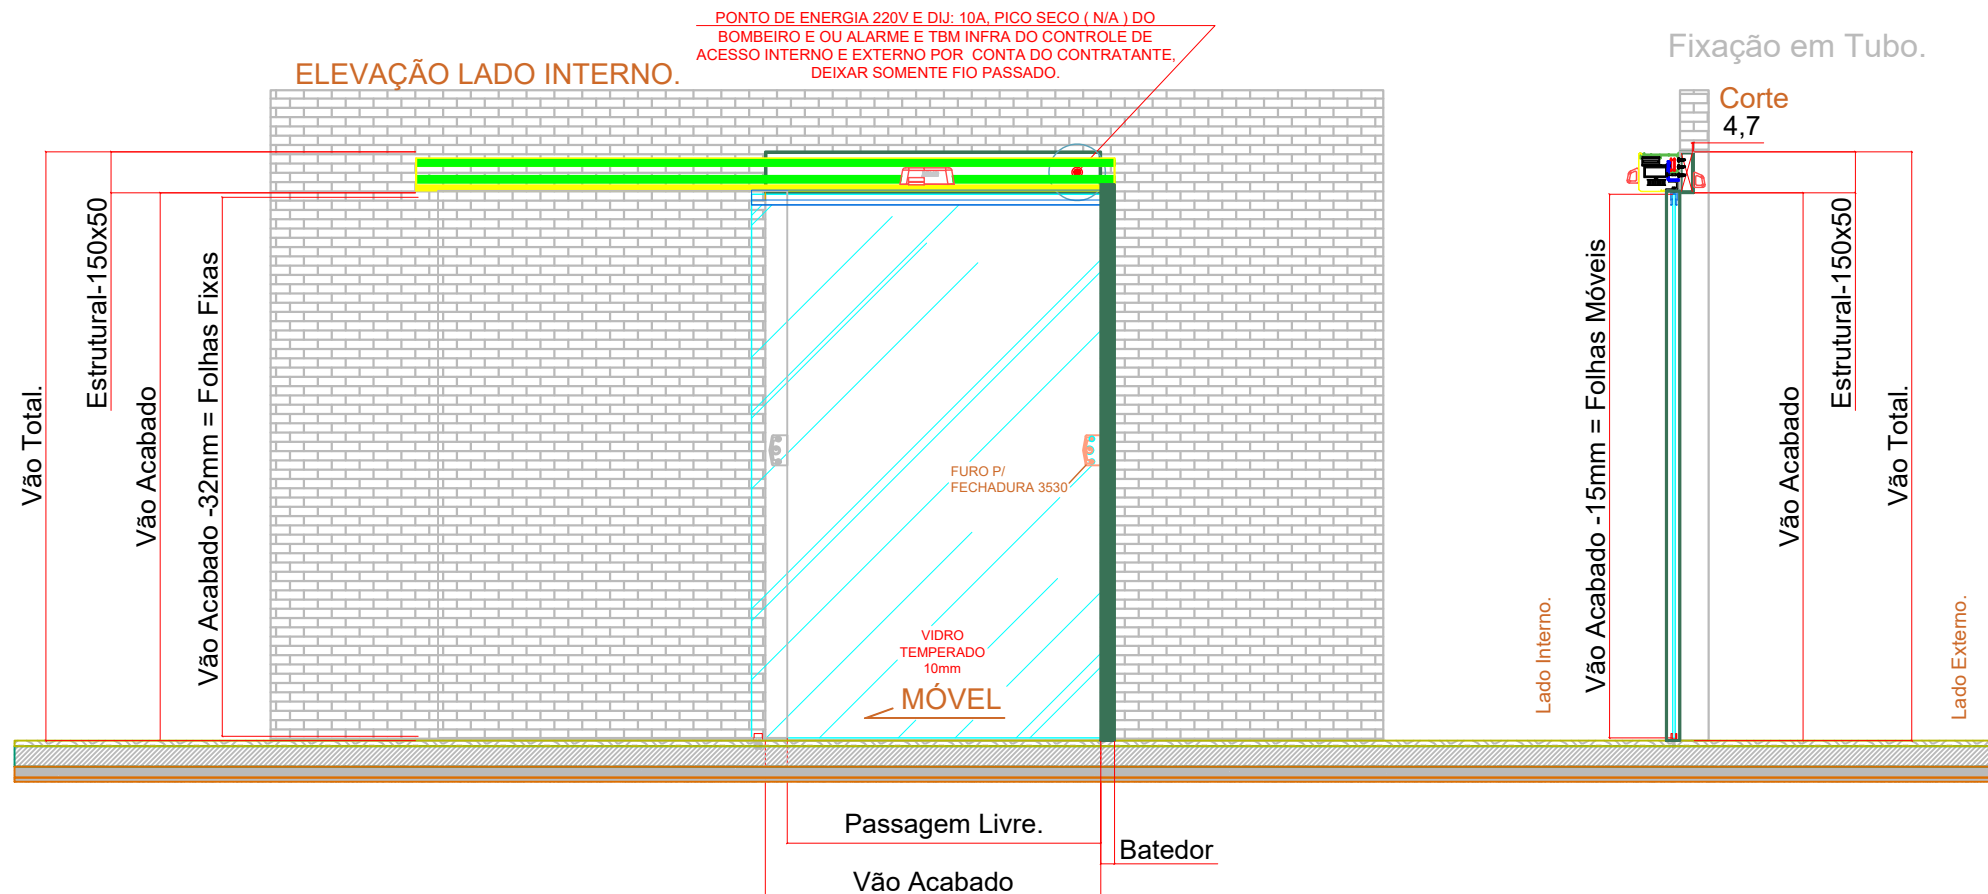 PONTO DE ENERGIA 220V E DIJ: 10A, PICO SECO ( N/A ) DO
BOMBEIRO E OU ALARME E TBM INFRA DO CONTROLE DE
ACESSO INTERNO E EXTERNO POR CONTA DO CONTRATANTE,
DEIXAR SOMENTE FIO PASSADO.
ELEVAÇÃO LADO INTERNO.
Fixação em Tubo.
Corte
4,7
Vão Total.
Estrutural-150x50
Vão Acabado
Vão Acabado -32mm = Folhas Fixas
FURO P/
FECHADURA 3530
VIDRO
TEMPERADO
10mm
MÓVEL
Lado Interno.
Vão Acabado -15mm = Folhas Móveis
Vão Acabado
Estrutural-150x50
Vão Total.
Lado Externo.
Passagem Livre.
Batedor
Vão Acabado